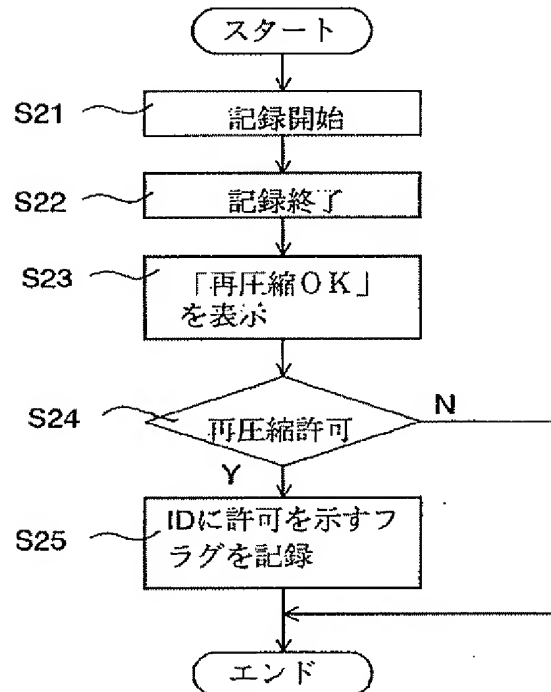 スタート
S21
記録開始
S22
記録終了
S23
「再圧縮OK」
を表示
S24
再圧縮許可
N
Y
S25
IDに許可を示すフ
ラグを記録
エンド